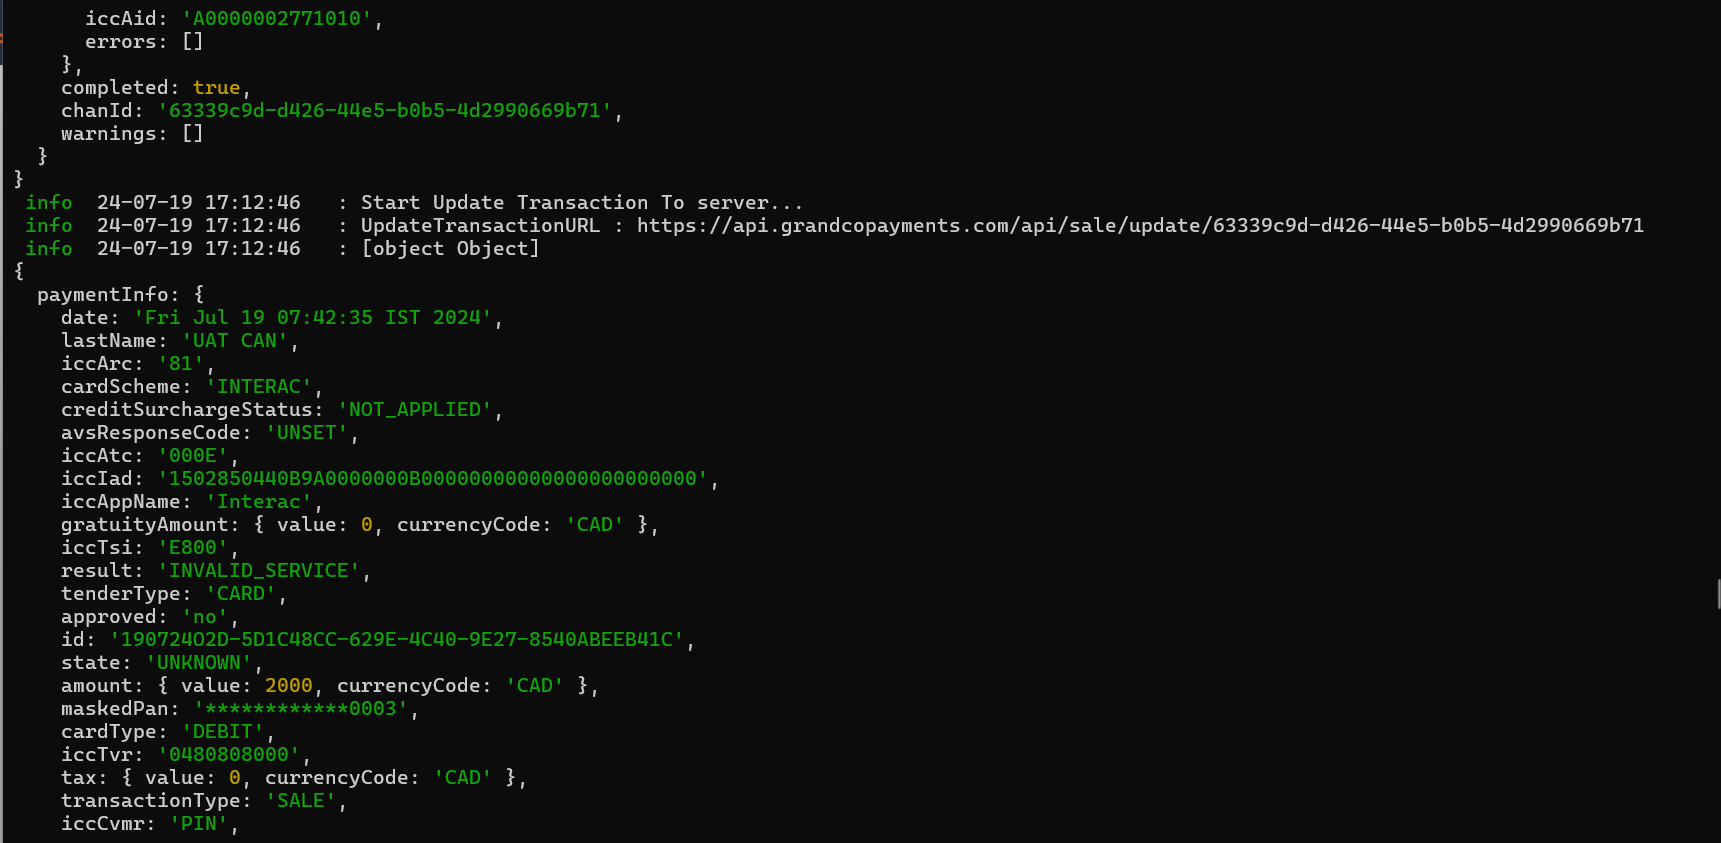 iccAid: 'A0000002771010',
errors: []
},
completed: true,
chanId: '63339c9d-d426-44e5-b0b5-4d2990669b71',
warnings: []
}
}
info 24-07-19 17:12:46 : Start Update Transaction To server...
info 24-07-19 17:12:46 : UpdateTransactionURL : https://api.grandcopayments.com/api/sale/update/63339c9d-d426-44e5-b0b5-4d2990669b71
info 24-07-19 17:12:46 : [object Object]
{
paymentInfo: {
date: 'Fri Jul 19 07:42:35 IST 2024',
lastName: 'UAT CAN',
iccArc: '81',
cardScheme: 'INTERAC',
creditSurchargeStatus: 'NOT_APPLIED',
avsResponseCode: 'UNSET',
iccAtc: '000E',
iccIad: '1502850440B9A0000000B00000000000000000000000',
iccAppName: 'Interac',
gratuityAmount: { value: 0, currencyCode: 'CAD' },
iccTsi: 'E800',
result: 'INVALID_SERVICE',
tenderType: 'CARD',
approved: 'no',
id: '190724O2D-5D1C48CC-629E-4C40-9E27-8540ABEEB41C',
state: 'UNKNOWN',
amount: { value: 2000, currencyCode: 'CAD' },
maskedPan: '************0003',
cardType: 'DEBIT',
iccTvr: '0480808000',
tax: { value: 0, currencyCode: 'CAD' },
transactionType: 'SALE',
iccCvmr: 'PIN',